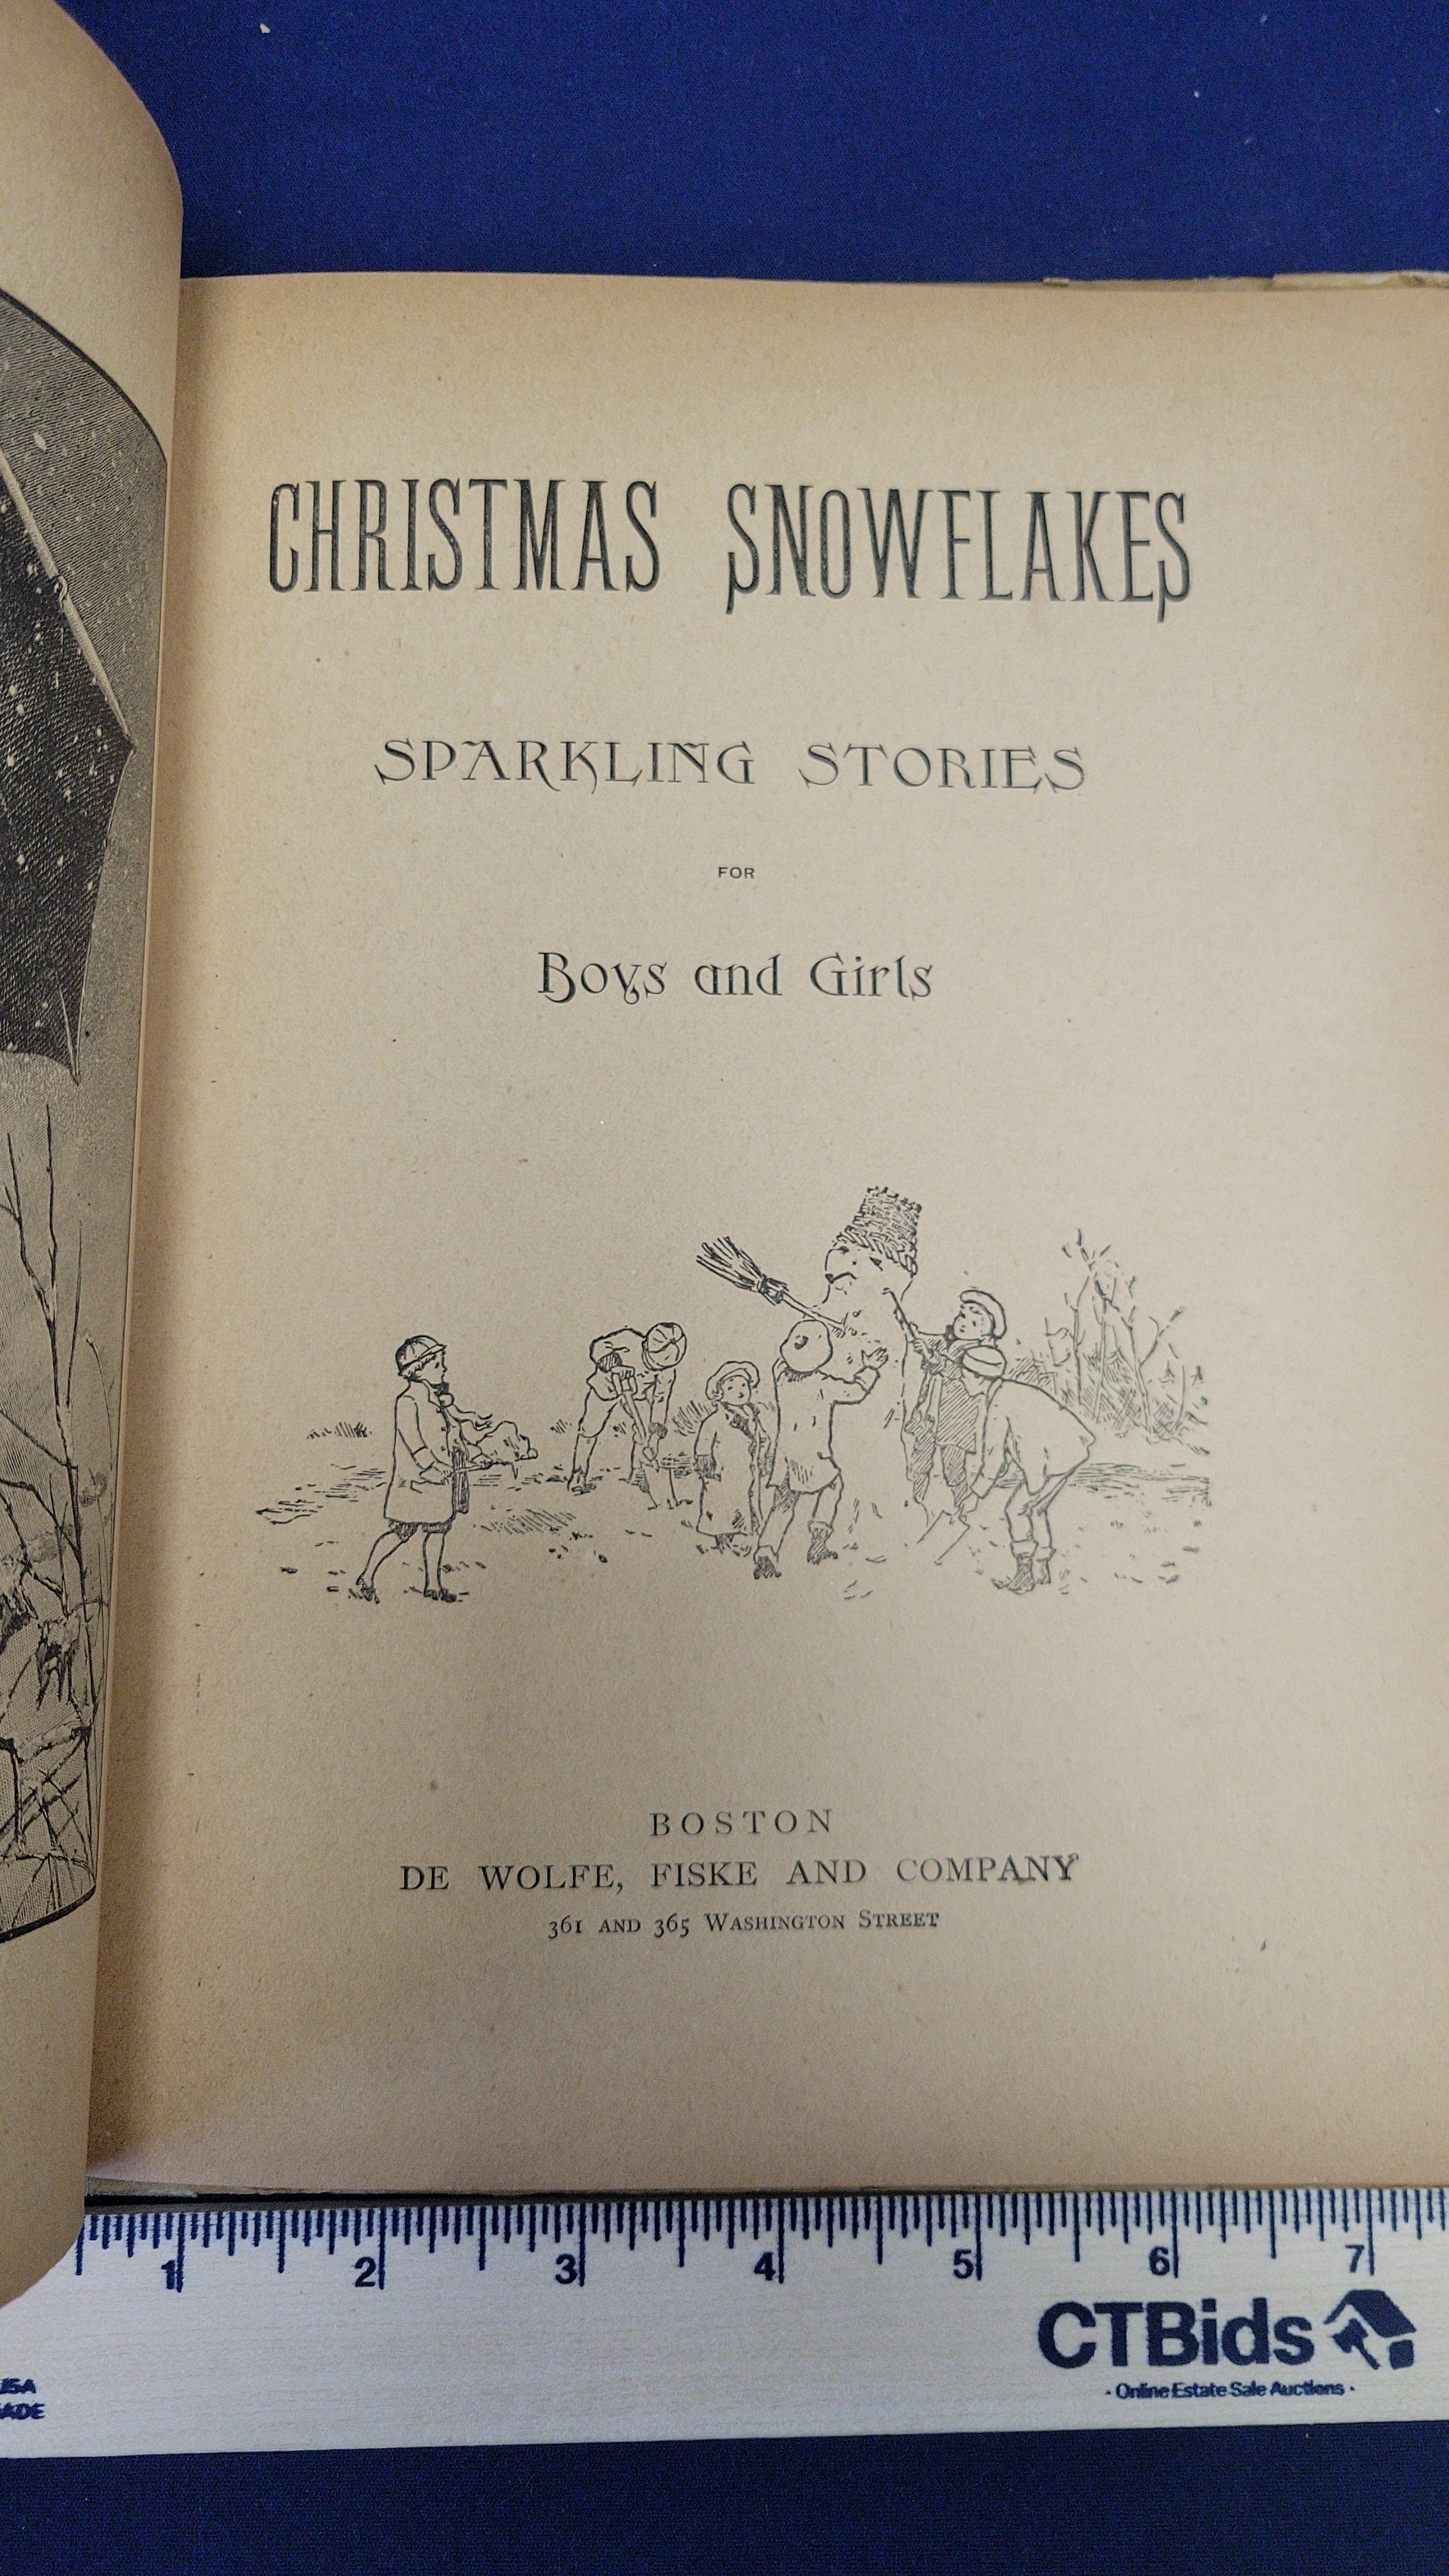 CHRISTMAS SNOWFLAKES
SPARKLING STORIES
FOR
Boys and Girls
BOSTON
DE WOLFE, FISKE AND COMPANY
361 AND 365 WASHINGTON STREET
1 2 3 4 5 6 7
CTBids
· Online Estate Sale Auctions ·
USA